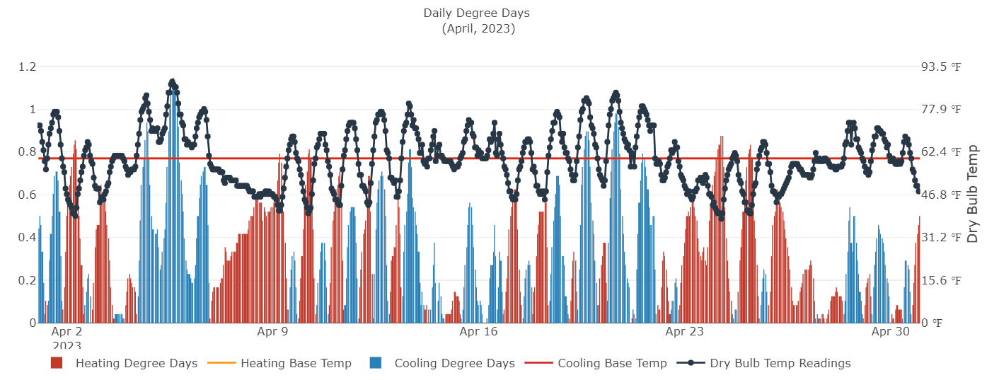 Daily Degree Days
(April, 2023)
1.2
1
0.8
0.6
0.4
0.2
0
93.5 °F
77.9 °F
62.4 °F
46.8 °F
31.2 °F
15.6 °F
0 °F
Dry Bulb Temp
Apr 2
2023
Apr 9
Apr 16
Apr 23
Apr 30
Heating Degree Days
Heating Base Temp
Cooling Degree Days
Cooling Base Temp
Dry Bulb Temp Readings